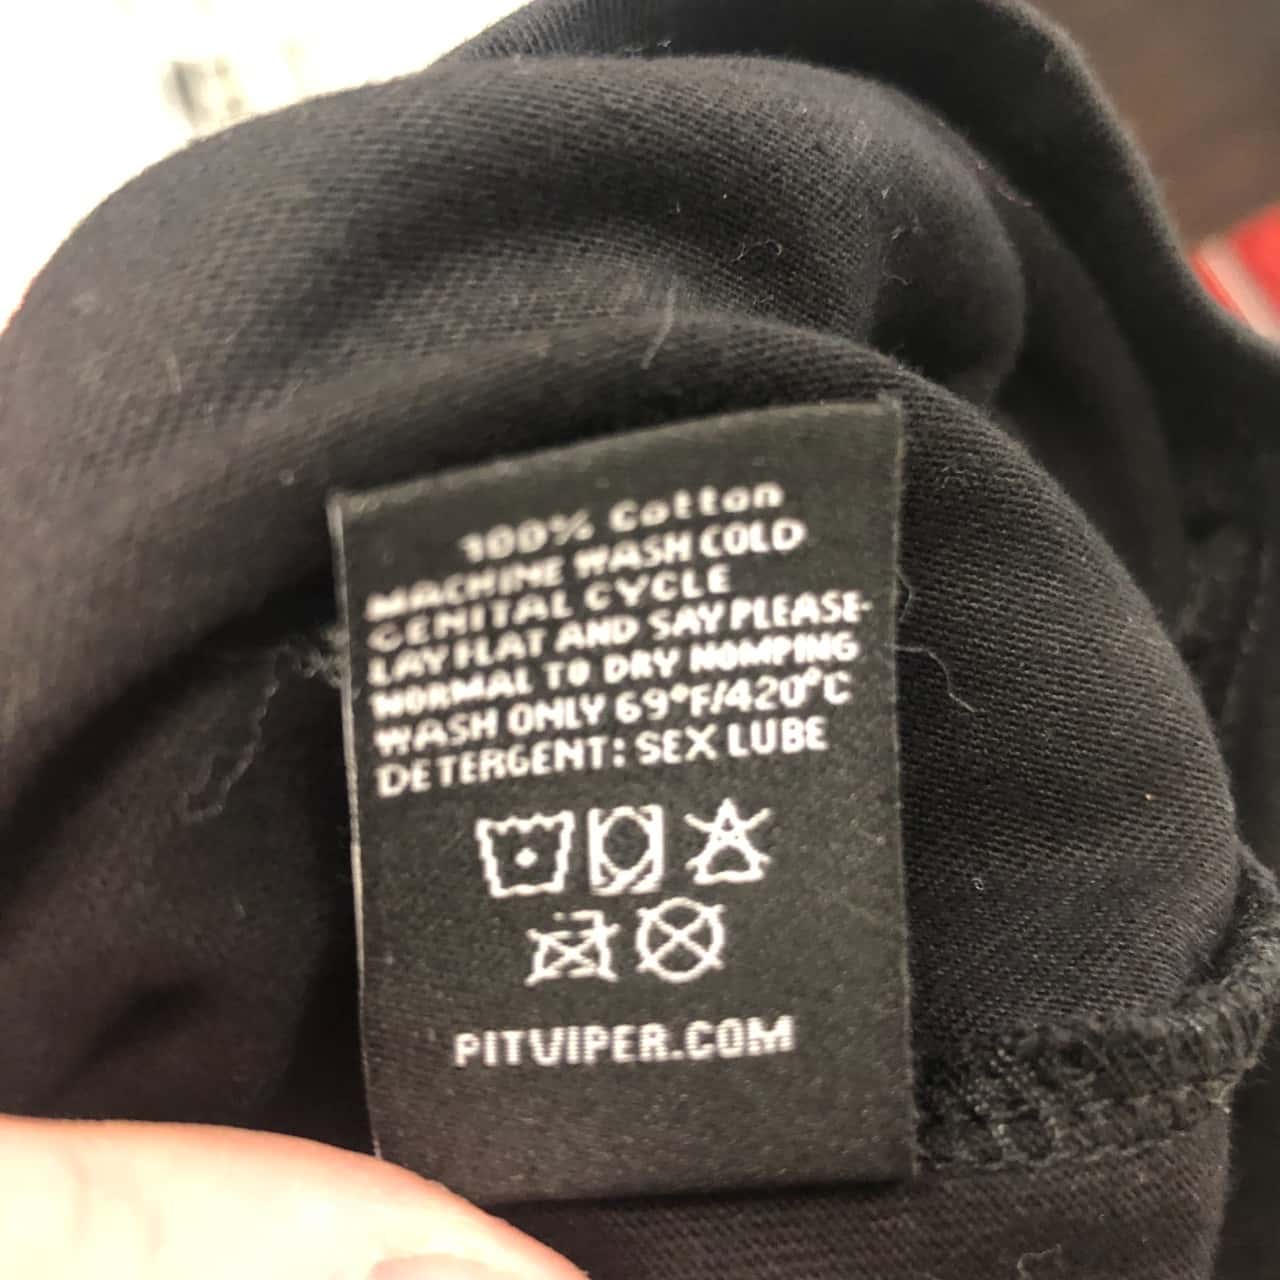 100% Cotton
MACHINE WASH COLD
GENITAL CYCLE
LAY FLAT AND SAY PLEASE-
NORMAL TO DRY NOMPING
WASH ONLY 69°F/420°C
DETERGENT: SEX LUBE
PITVIPER.COM